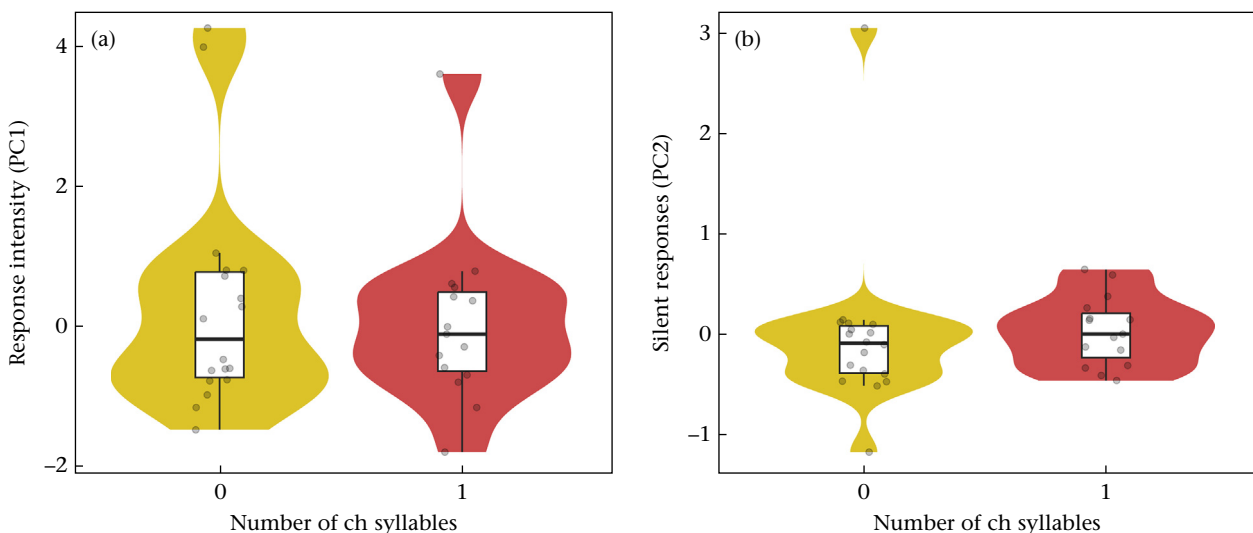 (a)
Response intensity (PC1)
4
2
0
−2
0 1
Number of ch syllables
(b)
Silent responses (PC2)
3
2
1
0
−1
0 1
Number of ch syllables